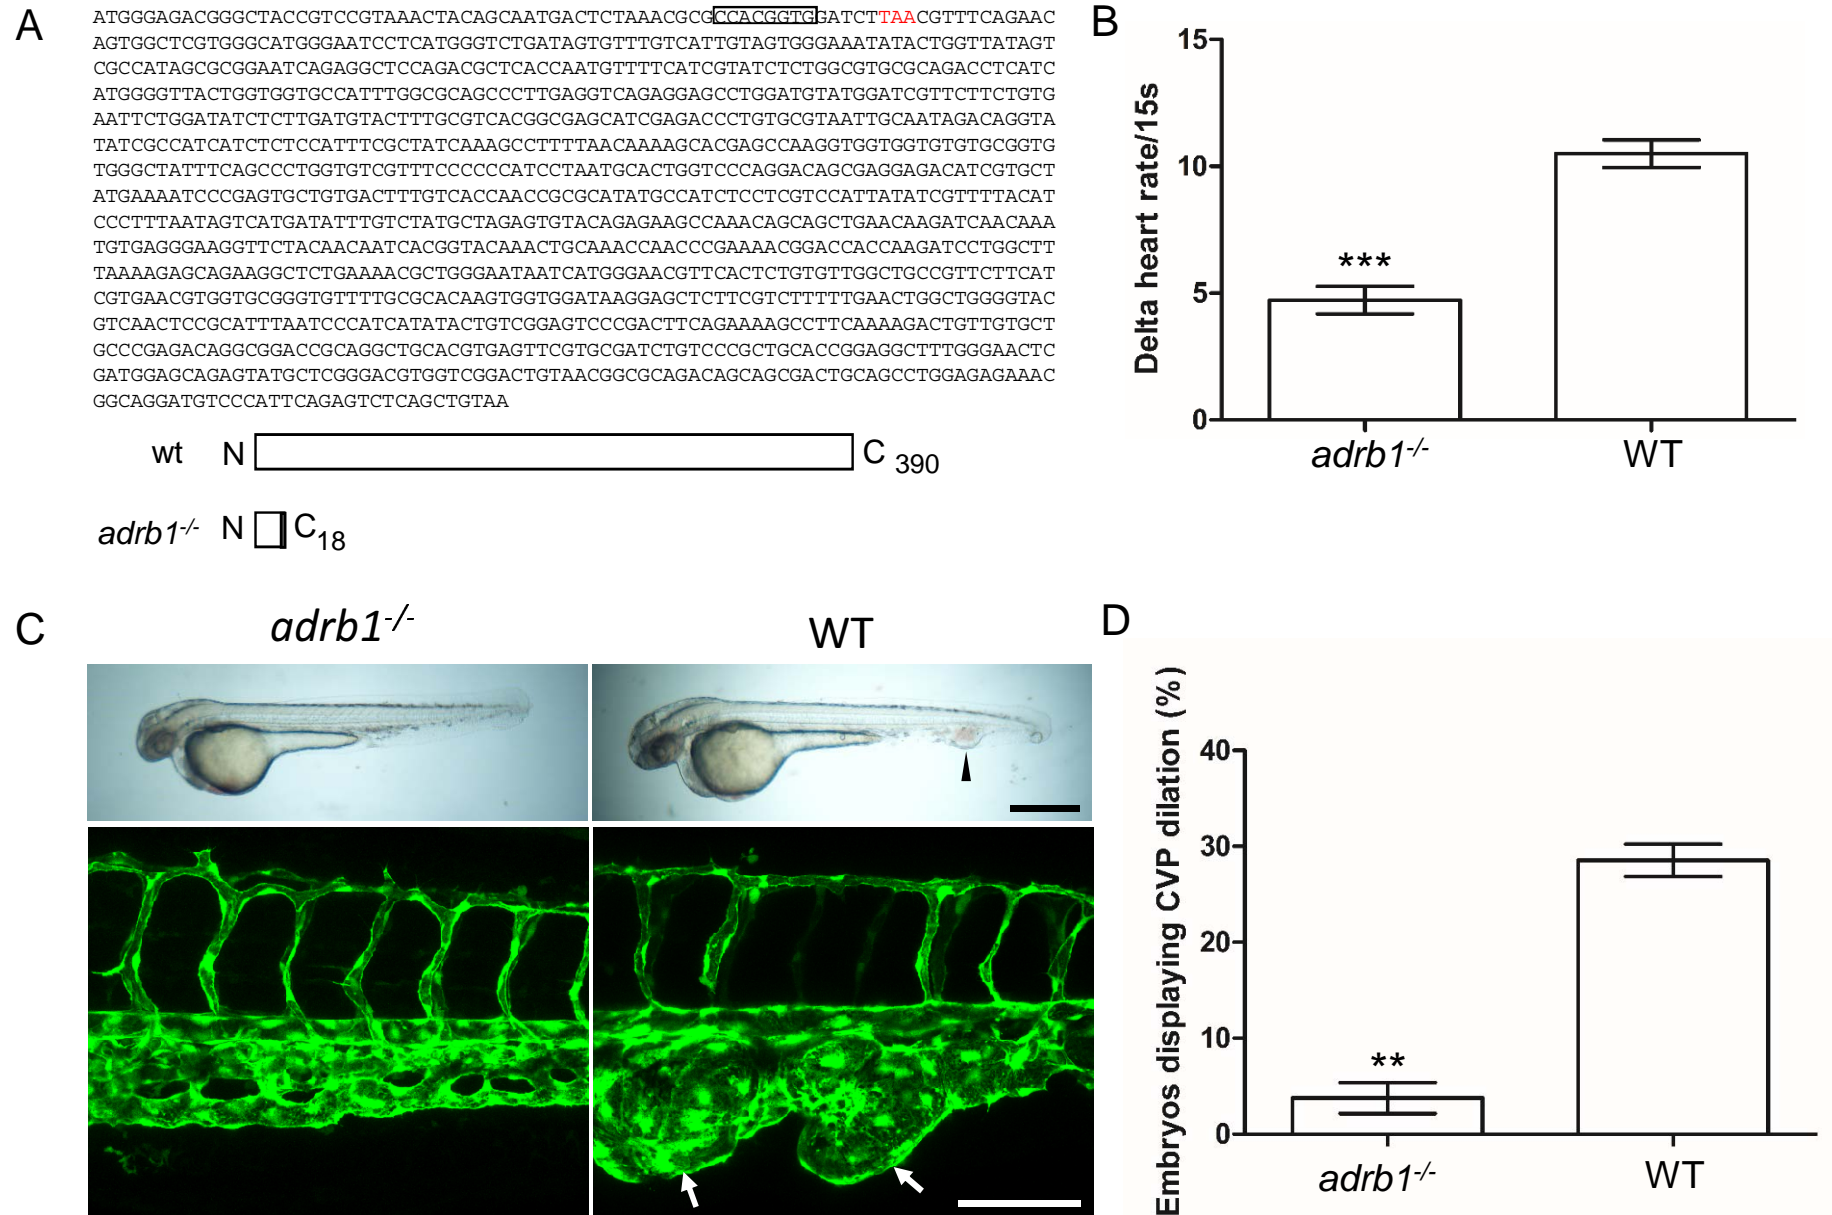 A
ATGGGAGACGGGCTACCGTCCGTAAACTACAGCAATGACTCTAAACGCGCCACGGTGGATCTTAACGTTTCAGAAC
AGTGGCTCGTGGGCATGGGAATCCTCATGGGTCTGATAGTGTTTGTCATTGTAGTGGGAAATATACTGGTTATAGT
CGCCATAGCGCGGAATCAGAGGCTCCAGACGCTCACCAATGTTTTCATCGTATCTCTGGCGTGCGCAGACCTCATC
ATGGGGTTACTGGTGGTGCCATTTGGCGCAGCCCTTGAGGTCAGAGGAGCCTGGATGTATGGATCGTTCTTCTGTG
AATTCTGGATATCTCTTGATGTACTTTGCGTCACGGCGAGCATCGAGACCCTGTGCGTAATTGCAATAGACAGGTA
TATCGCCATCATCTCTCCATTTCGCTATCAAAGCCTTTTAACAAAAGCACGAGCCAAGGTGGTGGTGTGTGCGGTG
TGGGCTATTTCAGCCCTGGTGTCGTTTCCCCCCATCCTAATGCACTGGTCCCAGGACAGCGAGGAGACATCGTGCT
ATGAAAATCCCGAGTGCTGTGACTTTGTCACCAACCGCGCATATGCCATCTCCTCGTCCATTATATCGTTTTACAT
CCCTTTAATAGTCATGATATTTGTCTATGCTAGAGTGTACAGAGAAGCCAAACAGCAGCTGAACAAGATCAACAAA
TGTGAGGGAAGGTTCTACAACAATCACGGTACAAACTGCAAACCAACCCGAAAACGGACCACCAAGATCCTGGCTT
TAAAAGAGCAGAAGGCTCTGAAAACGCTGGGAATAATCATGGGAACGTTCACTCTGTGTTGGCTGCCGTTCTTCAT
CGTGAACGTGGTGCGGGTGTTTTGCGCACAAGTGGTGGATAAGGAGCTCTTCGTCTTTTTGAACTGGCTGGGGTAC
GTCAACTCCGCATTTAATCCCATCATATACTGTCGGAGTCCCGACTTCAGAAAAGCCTTCAAAAGACTGTTGTGCT
GCCCGAGACAGGCGGACCGCAGGCTGCACGTGAGTTCGTGCGATCTGTCCCGCTGCACCGGAGGCTTTGGGAACTC
GATGGAGCAGAGTATGCTCGGGACGTGGTCGGACTGTAACGGCGCAGACAGCAGCGACTGCAGCCTGGAGAGAAAC
GGCAGGATGTCCCATTCAGAGTCTCAGCTGTAA
wt N C 390
adrb1-/- N C18
B
Delta heart rate/15s
15
10
5
0
***
adrb1-/- WT
C
adrb1-/- WT
D
Embryos displaying CVP dilation (%)
40
30
20
10
0
**
adrb1-/- WT